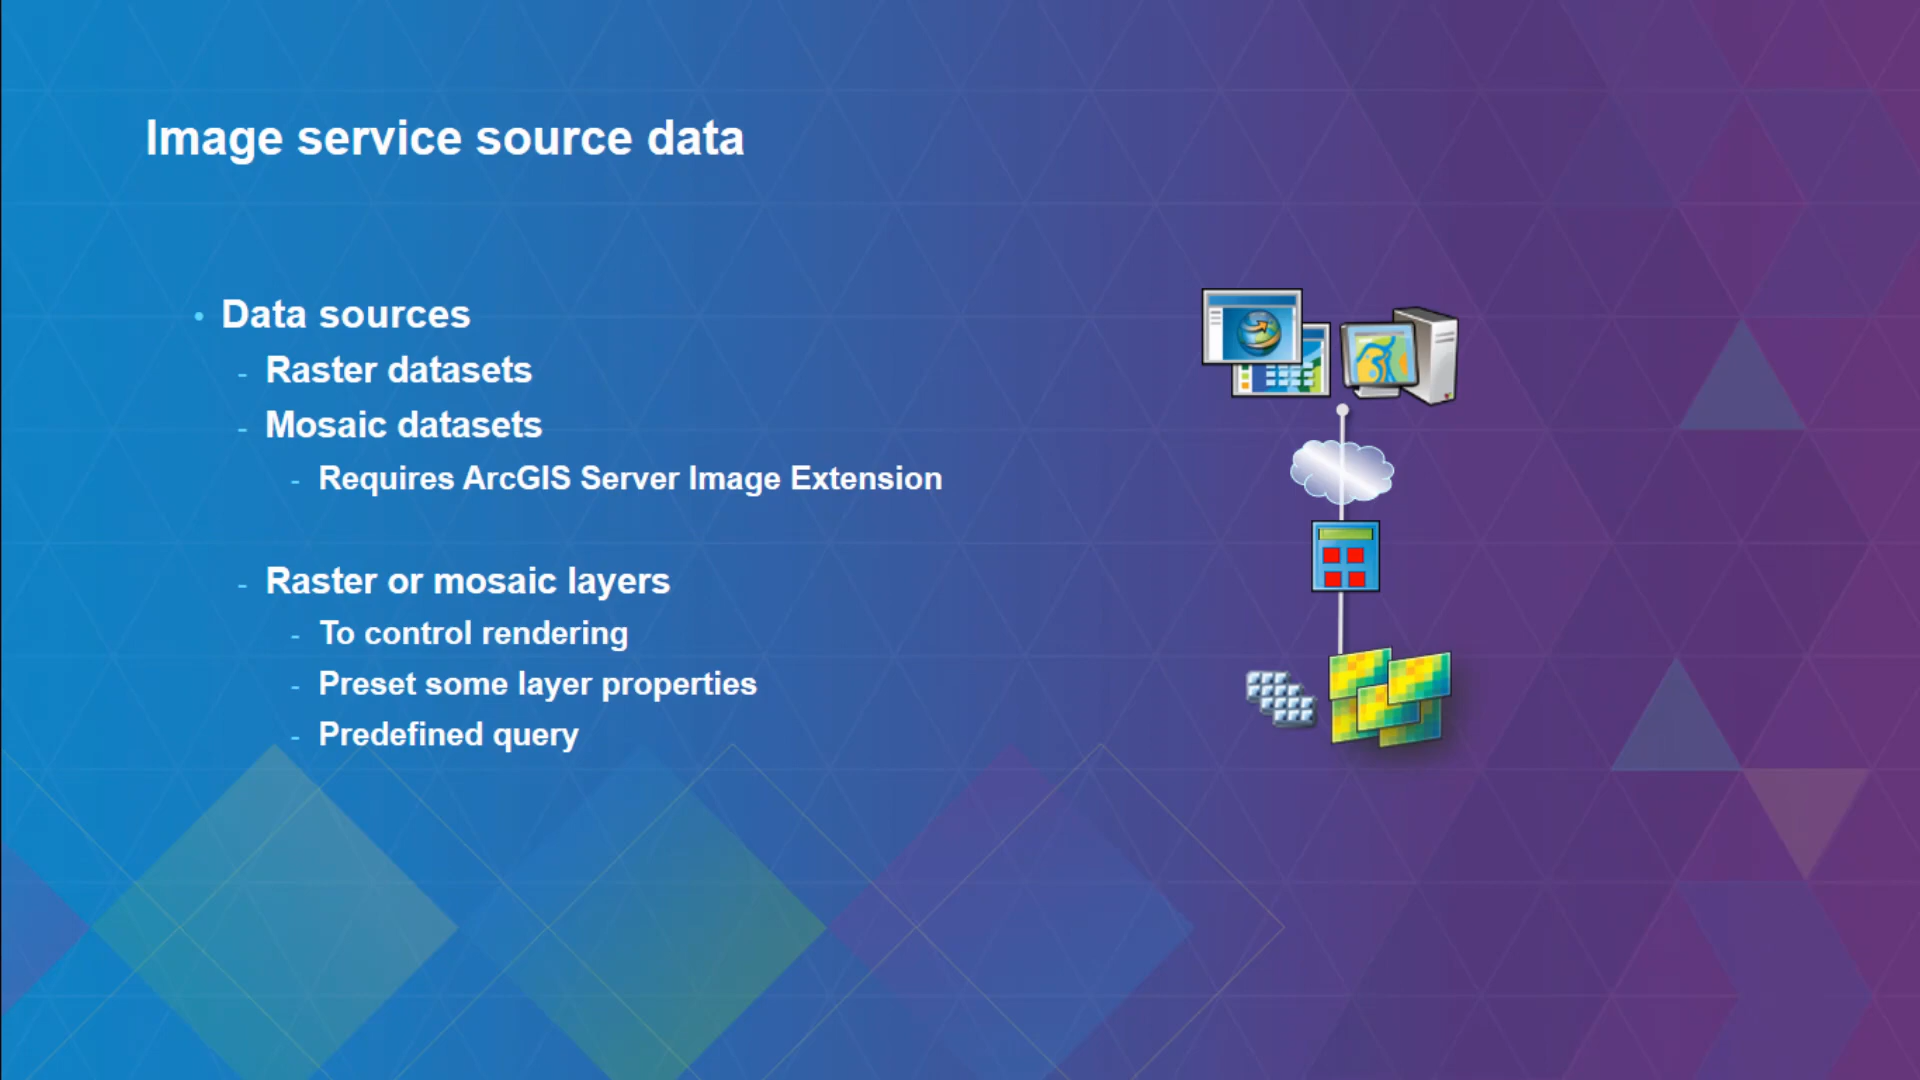 Image service source data
• Data sources
- Raster datasets
- Mosaic datasets
- Requires ArcGIS Server Image Extension
- Raster or mosaic layers
- To control rendering
- Preset some layer properties
- Predefined query